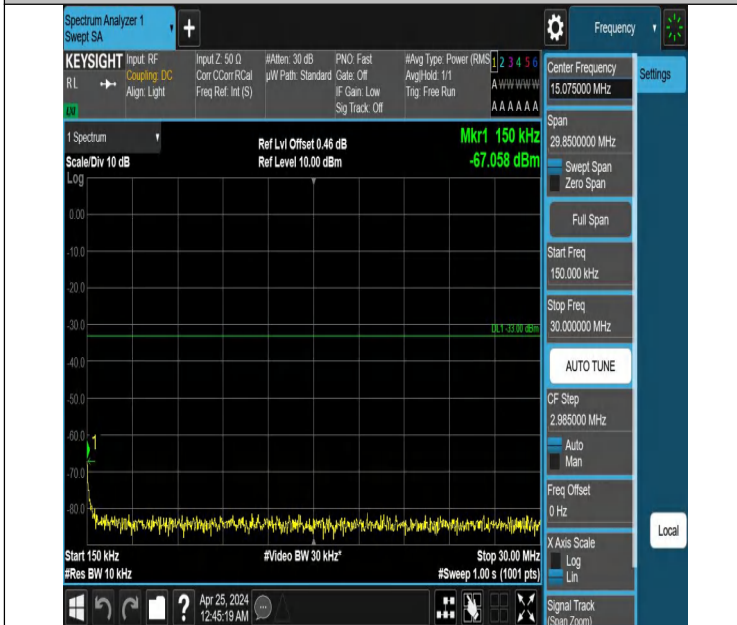 Spectrum Analyzer 1
Swept SA
Frequency
KEYSIGHT
RL
Input: RF
Coupling: DC
Align: Light
Input Z: 50 Ω
Corr CCorr RCal
Freq Ref: Int (S)
#Atten: 30 dB
µW Path: Standard
PNO: Fast
Gate: Off
IF Gain: Low
Sig Track: Off
#Avg Type: Power (RMS
Avg|Hold: 1/1
Trig: Free Run
1 2 3 4 5 6
A W W W W W
A A A A A A
1 Spectrum
Scale/Div 10 dB
Log
Ref Lvl Offset 0.46 dB
Ref Level 10.00 dBm
Mkr1 150 kHz
-67.058 dBm
0.00
-10.0
-20.0
-30.0
DL1 -33.00 dBm
-40.0
-50.0
-60.0
1
-70.0
-80.0
Start 150 kHz
#Video BW 30 kHz*
Stop 30.00 MHz
#Res BW 10 kHz
#Sweep 1.00 s (1001 pts)
Apr 25, 2024
12:45:19 AM
Center Frequency
15.075000 MHz
Settings
Span
29.8500000 MHz
Swept Span
Zero Span
Full Span
Start Freq
150.000 kHz
Stop Freq
30.000000 MHz
AUTO TUNE
CF Step
2.985000 MHz
Auto
Man
Freq Offset
0 Hz
Local
X Axis Scale
Log
Lin
Signal Track
(Span Zoom)